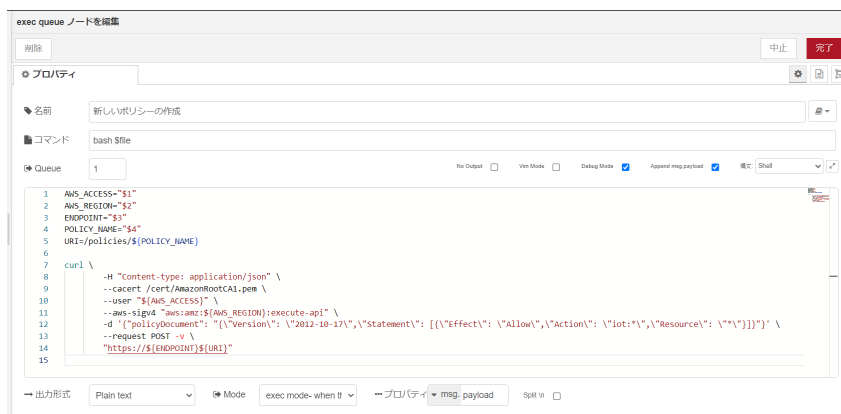 exec queue ノードを編集
削除
中止
完了
プロパティ
名前
新しいポリシーの作成
コマンド
bash $file
Queue
1
No Output
Vim Mode
Debug Mode
Append msg.payload
構文:
Shell
1 AWS_ACCESS="$1"
2 AWS_REGION="$2"
3 ENDPOINT="$3"
4 POLICY_NAME="$4"
5 URI=/policies/${POLICY_NAME}
6
7 curl \
8 -H "Content-type: application/json" \
9 --cacert /cert/AmazonRootCA1.pem \
10 --user "${AWS_ACCESS}" \
11 --aws-sigv4 "aws:amz:${AWS_REGION}:execute-api" \
12 -d '{"policyDocument": "{\"Version\": \"2012-10-17\",\"Statement\": [{\"Effect\": \"Allow\",\"Action\": \"iot:*\",\"Resource\": \"*\"}]}"}' \
13 --request POST -v \
14 "https://${ENDPOINT}${URI}"
15
出力形式
Plain text
Mode
exec mode- when tl
プロパティ
msg. payload
Split \n